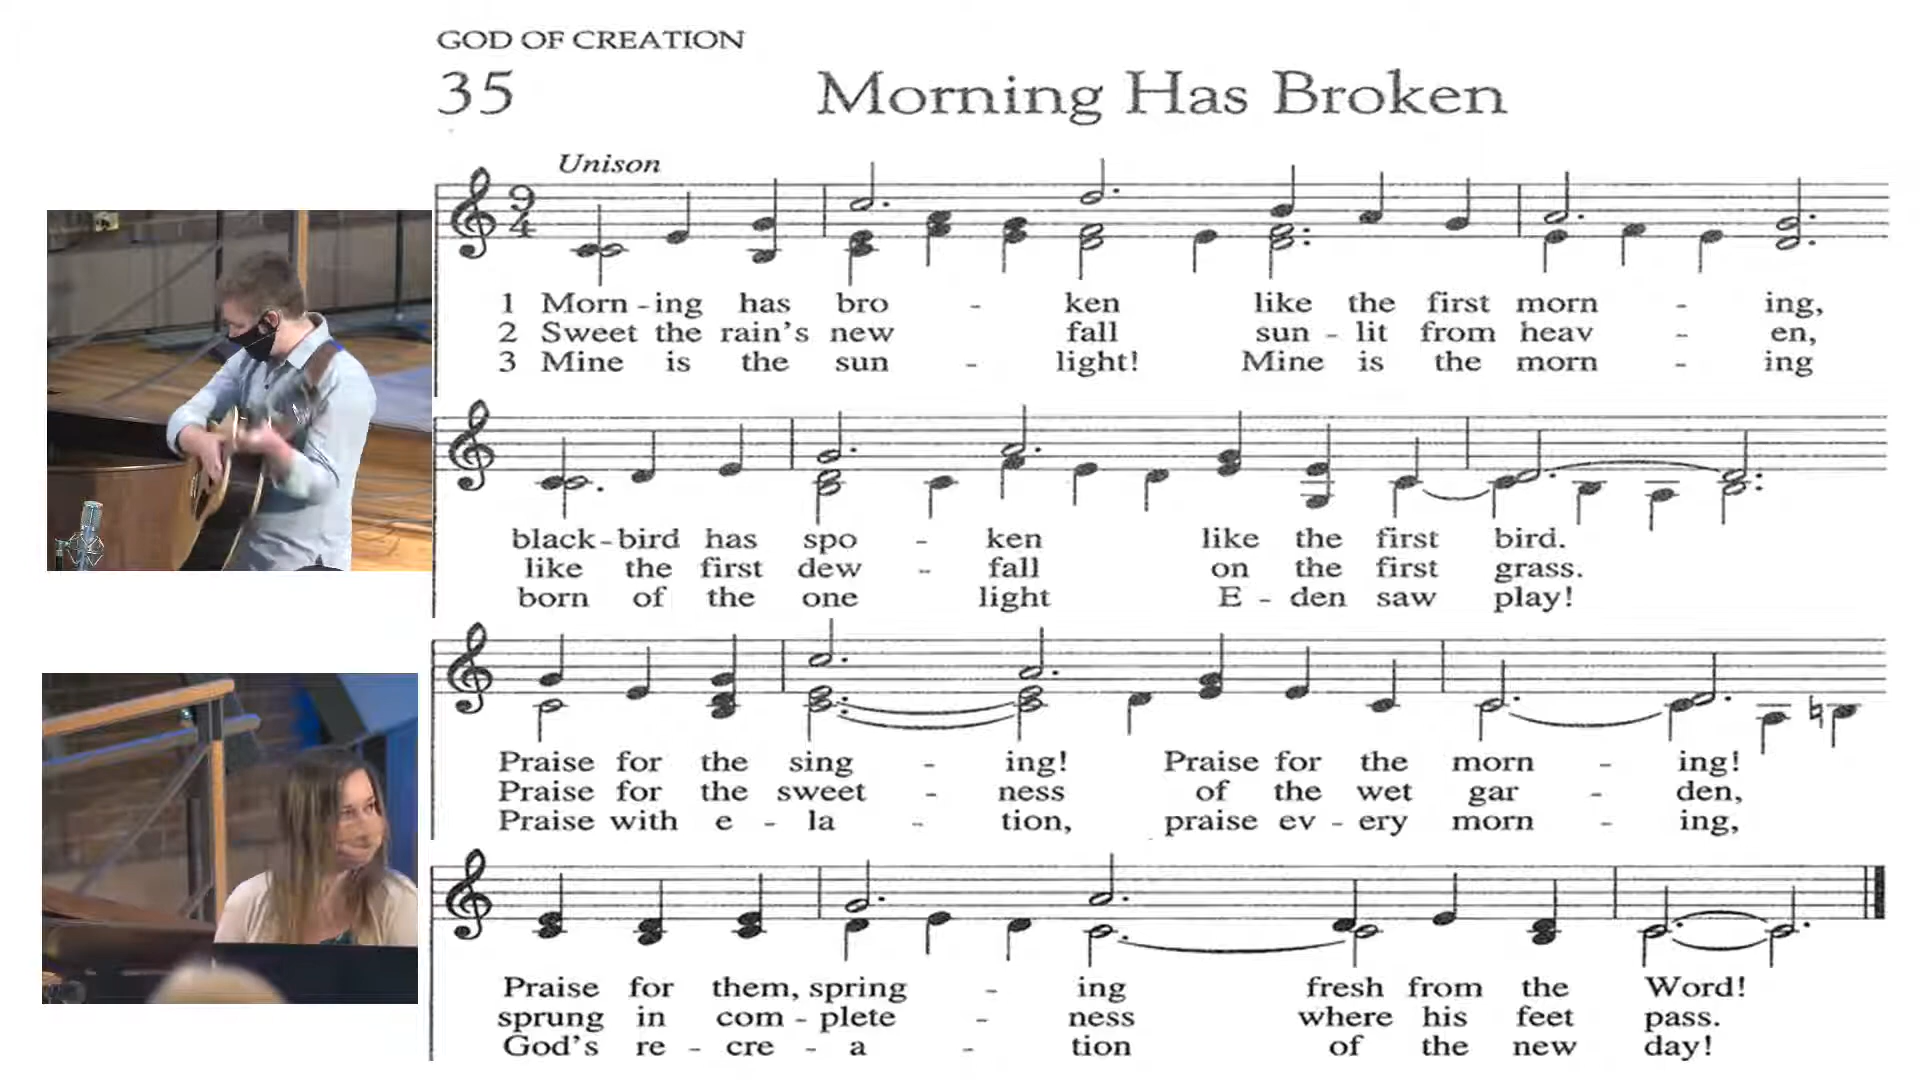 GOD OF CREATION
35 Morning Has Broken
Unison
9
4
1 Morn - ing has bro - ken like the first morn - ing,
2 Sweet the rain's new fall sun - lit from heav - en,
3 Mine is the sun - light! Mine is the morn - ing
black - bird has spo - ken like the first bird.
like the first dew - fall on the first grass.
born of the one light E - den saw play!
Praise for the sing - ing! Praise for the morn - ing!
Praise for the sweet - ness of the wet gar - den,
Praise with e - la - tion, praise ev - ery morn - ing,
Praise for them, spring - ing fresh from the Word!
sprung in com - plete - ness where his feet pass.
God's re - cre - a - tion of the new day!